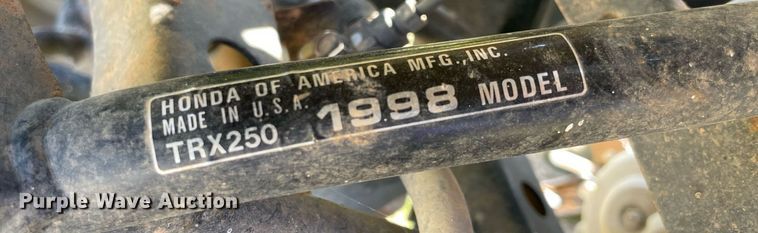 HONDA OF AMERICA MFG., INC.
MADE IN U.S.A. 1998 MODEL
TRX250
Purple Wave Auction®